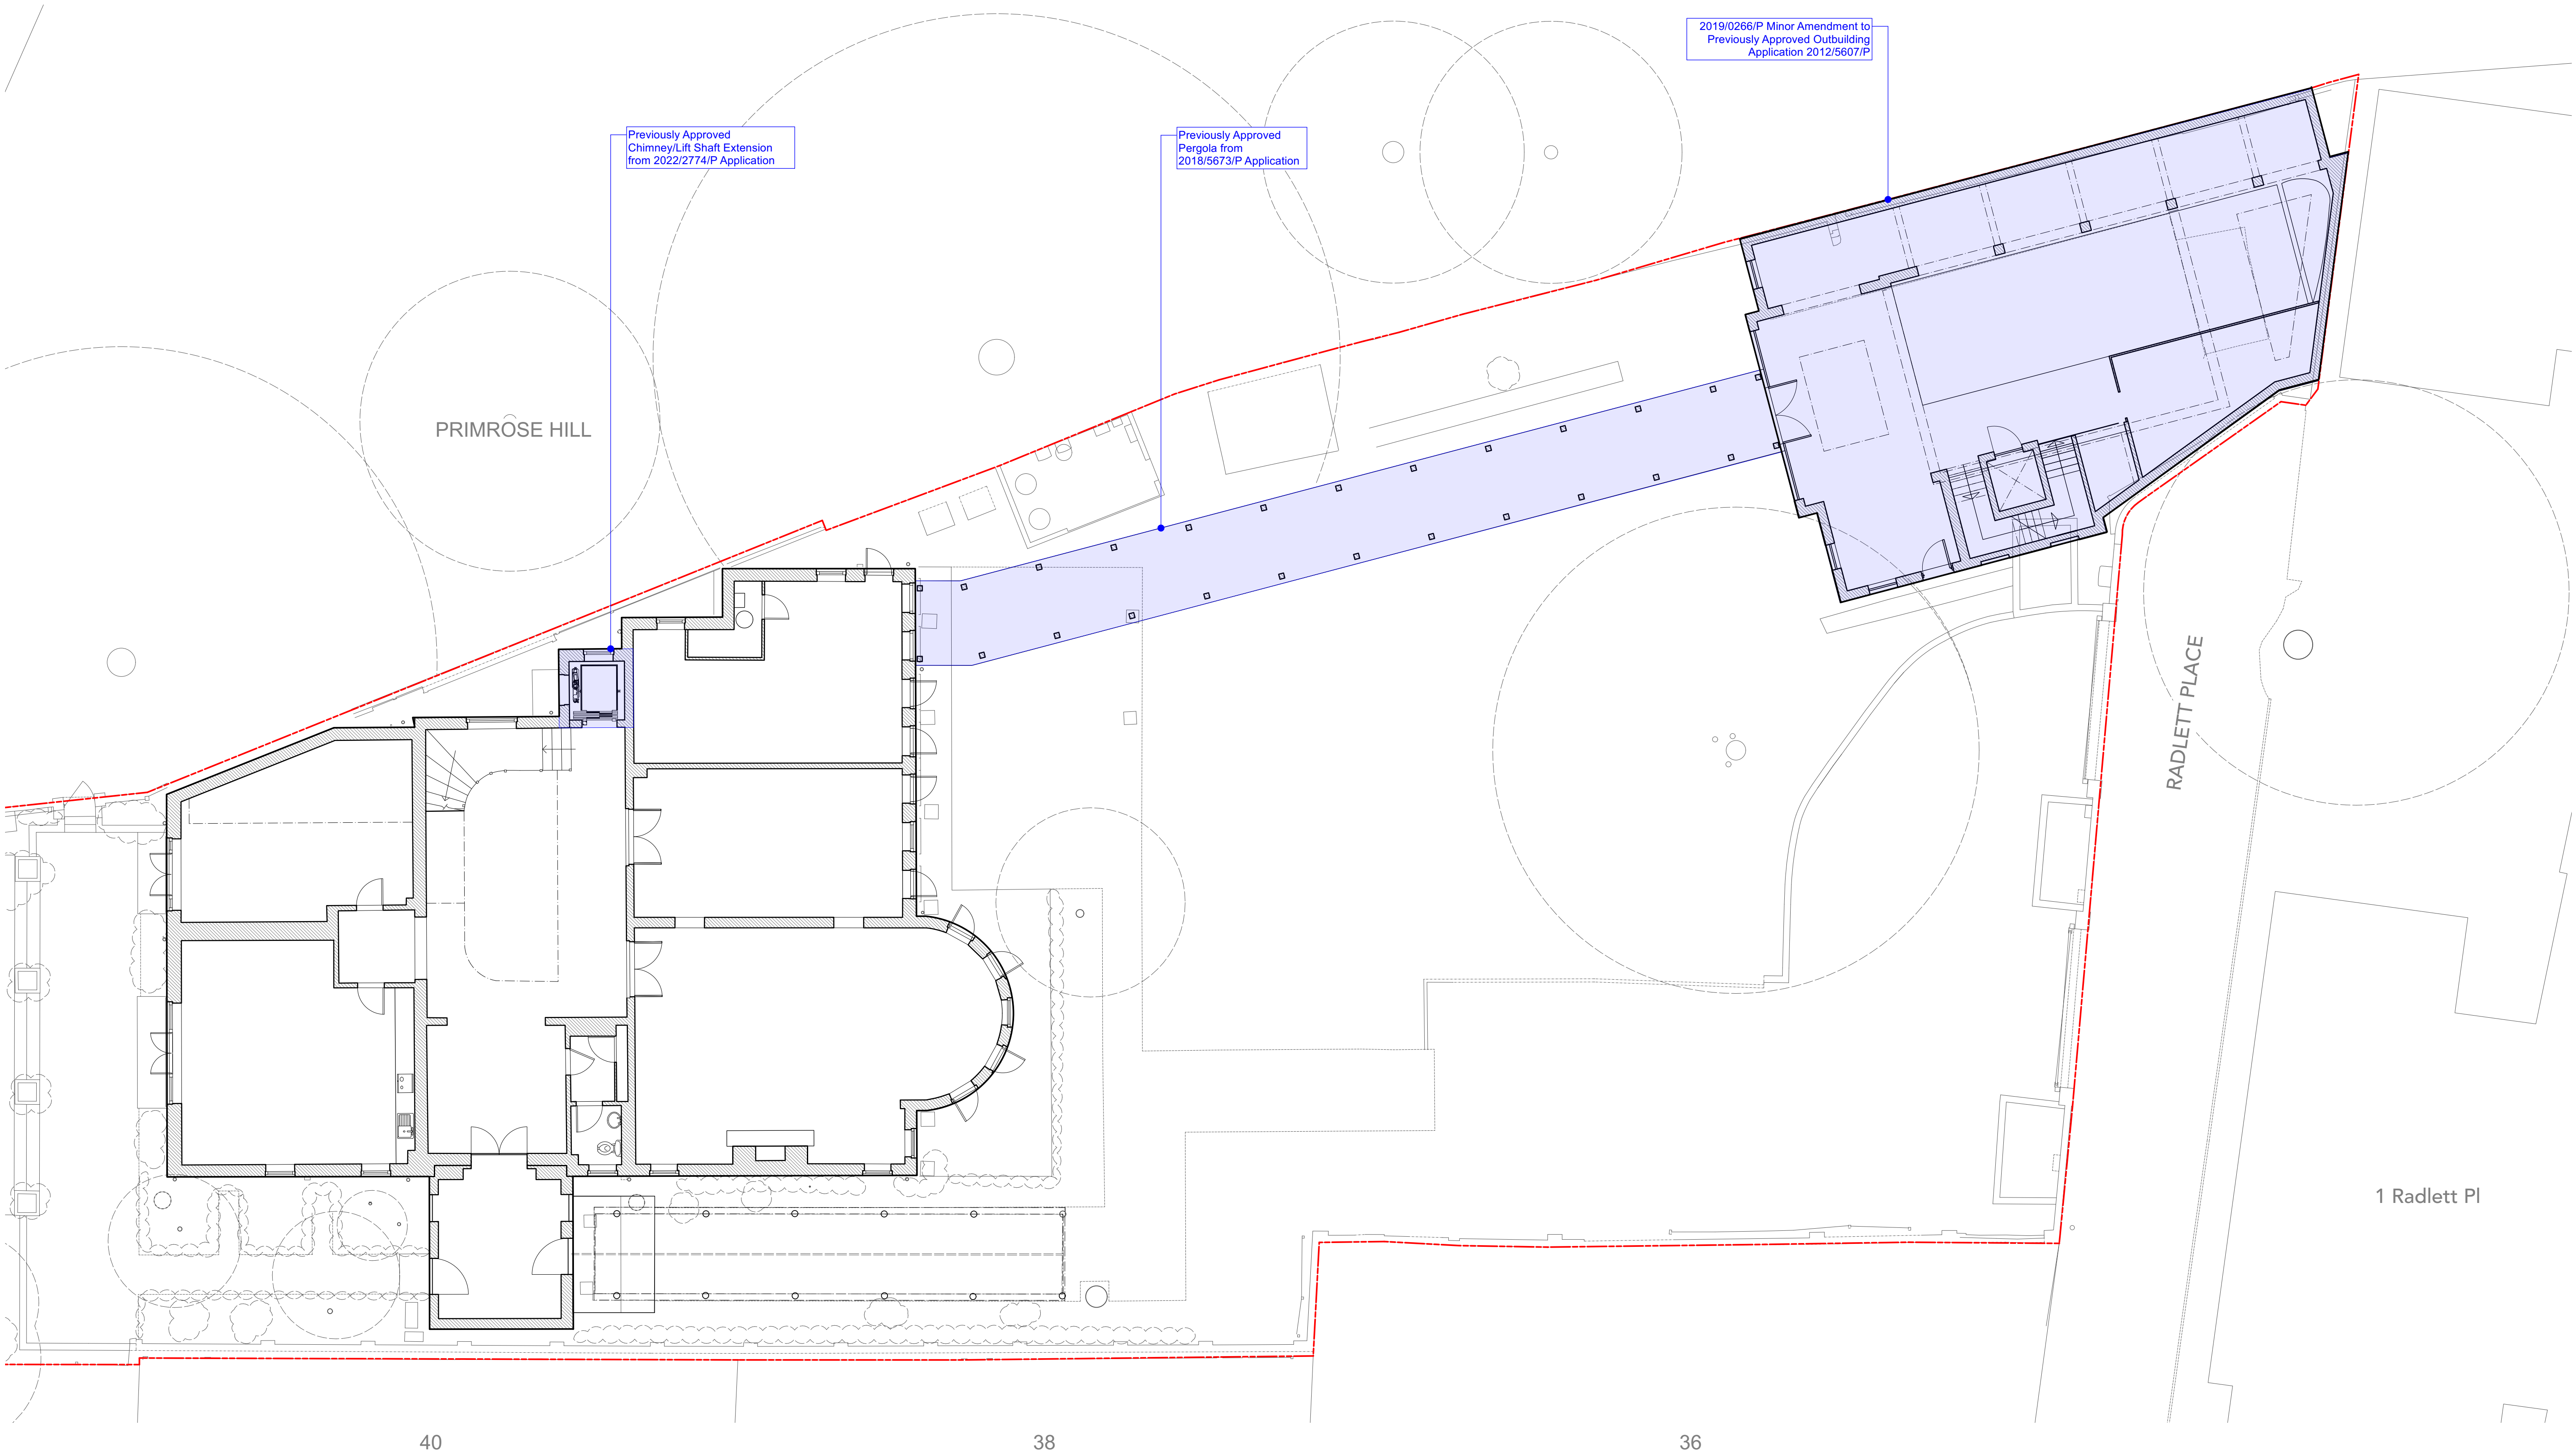 2019/0266/P Minor Amendment to
Previously Approved Outbuilding
Application 2012/5607/P
Previously Approved
Chimney/Lift Shaft Extension
from 2022/2774/P Application
Previously Approved
Pergola from
2018/5673/P Application
PRIMROSE HILL
RADLETT PLACE
1 Radlett Pl
40
38
36